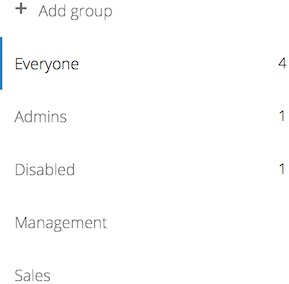 + Add group
Everyone 4
Admins 1
Disabled 1
Management
Sales